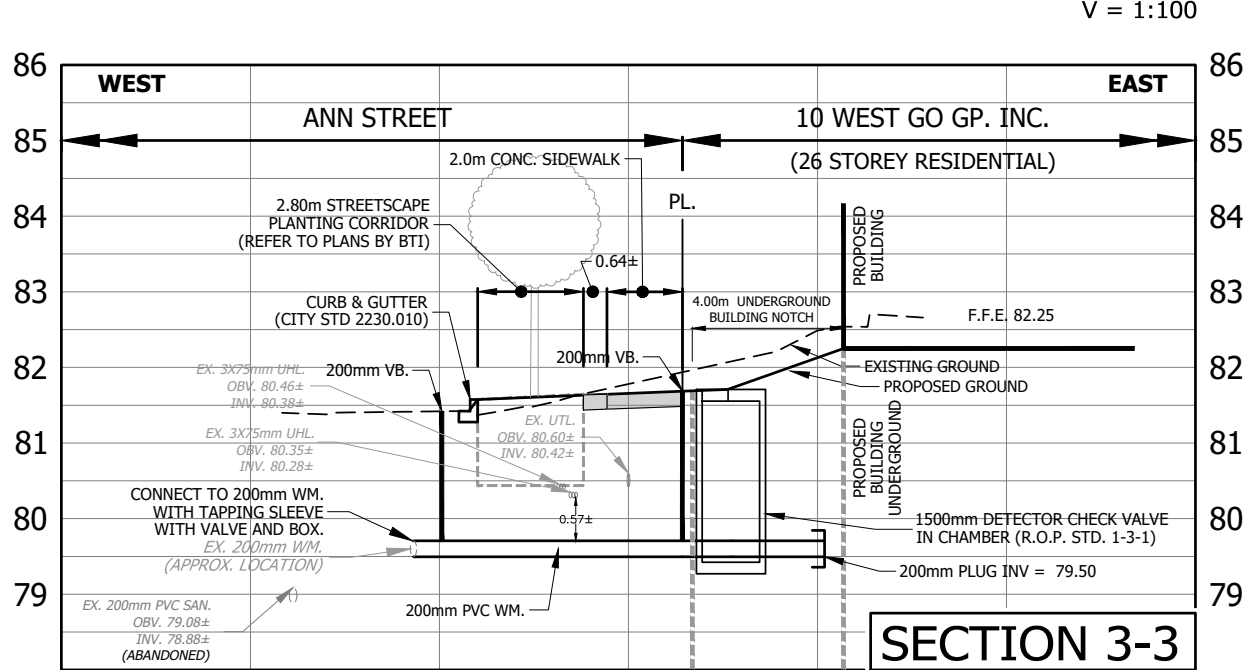 V = 1:100
86
86
WEST
EAST
ANN STREET
10 WEST GO GP. INC.
85
85
(26 STOREY RESIDENTIAL)
2.0m CONC. SIDEWALK
2.80m STREETSCAPE
PLANTING CORRIDOR
(REFER TO PLANS BY BTI)
PL.
84
84
PROPOSED
BUILDING
0.64±
83
83
CURB & GUTTER
(CITY STD 2230.010)
4.00m UNDERGROUND
BUILDING NOTCH
F.F.E. 82.25
82
82
200mm VB.
200mm VB.
EX. 3X75mm UHL.
OBV. 80.46±
INV. 80.38±
EXISTING GROUND
PROPOSED GROUND
EX. UTL.
OBV. 80.60±
INV. 80.42±
81
81
EX. 3X75mm UHL.
OBV. 80.35±
INV. 80.28±
PROPOSED
BUILDING
UNDERGROUND
CONNECT TO 200mm WM.
WITH TAPPING SLEEVE
WITH VALVE AND BOX.
EX. 200mm WM.
(APPROX. LOCATION)
80
80
0.57±
1500mm DETECTOR CHECK VALVE
IN CHAMBER (R.O.P. STD. 1-3-1)
200mm PLUG INV = 79.50
79
79
200mm PVC WM.
EX. 200mm PVC SAN.
OBV. 79.08±
INV. 78.88±
(ABANDONED)
SECTION 3-3